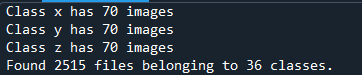 Class x has 70 images
Class y has 70 images
Class z has 70 images
Found 2515 files belonging to 36 classes.